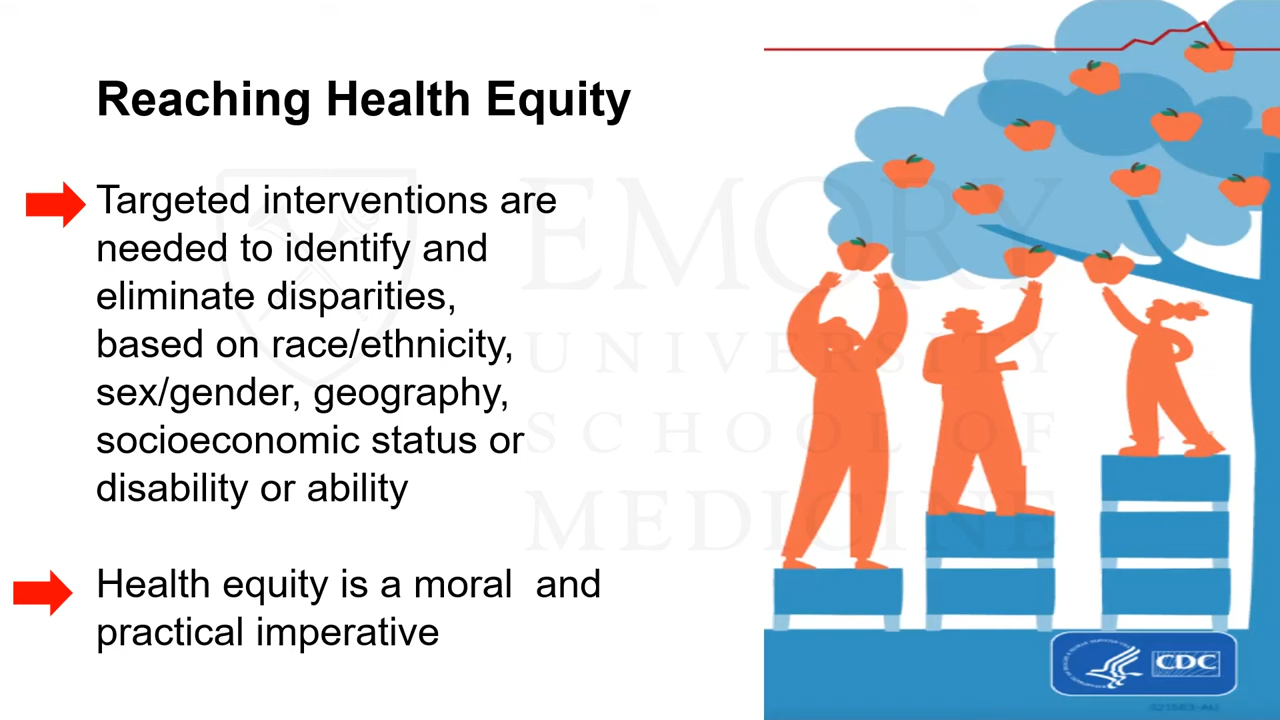 Reaching Health Equity
Targeted interventions are
needed to identify and
eliminate disparities,
based on race/ethnicity,
sex/gender, geography,
socioeconomic status or
disability or ability
Health equity is a moral and
practical imperative
EMORY
UNIVERSITY
SCHOOL OF
MEDICINE
CDC